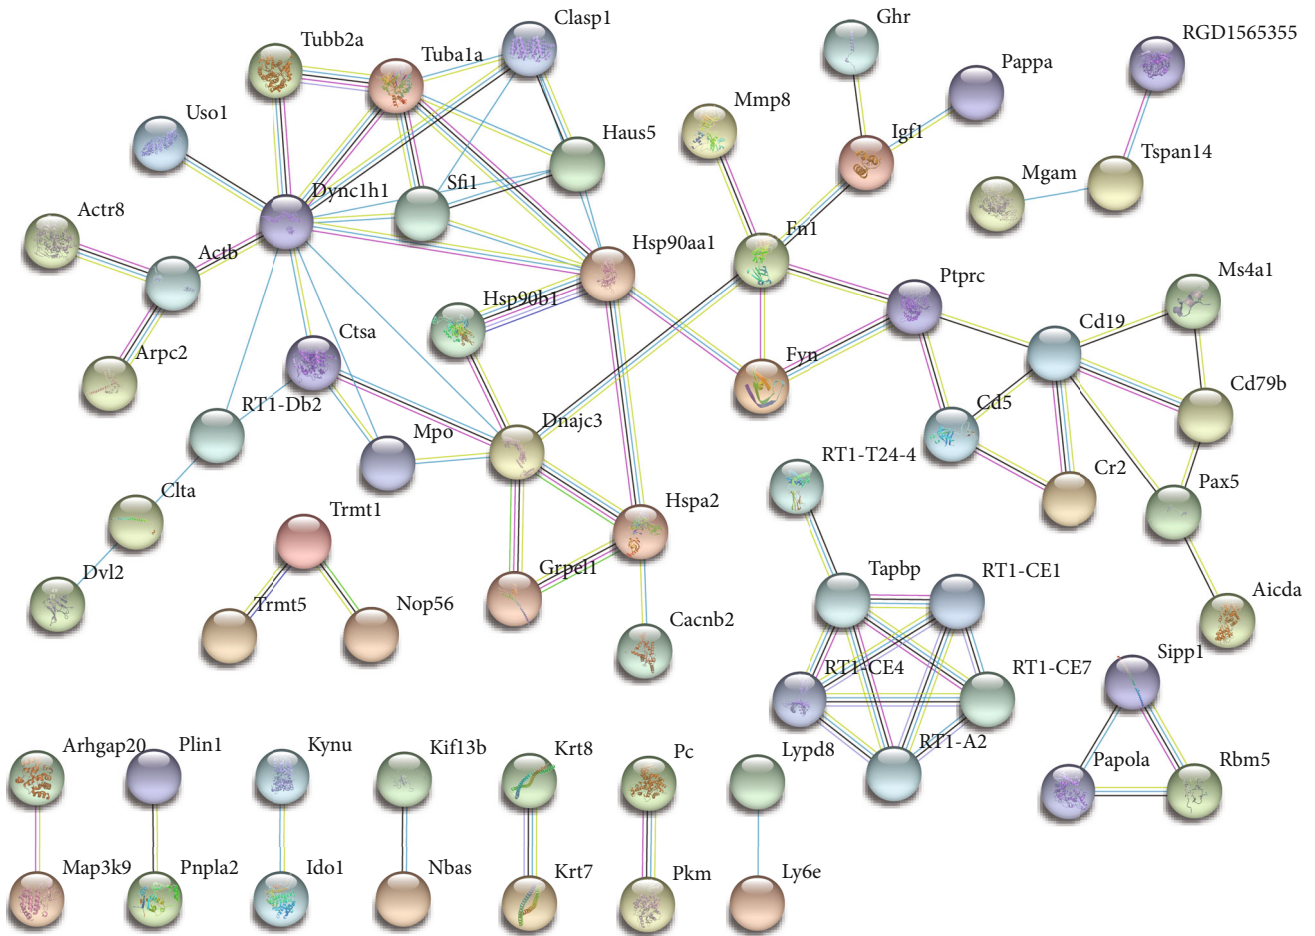 Clasp1
Ghr
Tubb2a
Tuba1a
RGD1565355
Pappa
Mmp8
Uso1
Haus5
Igf1
Tspan14
Dync1h1
Sfi1
Mgam
Actr8
Actb
Hsp90aa1
Fn1
Ptprc
Ms4a1
Hsp90b1
Cd19
Ctsa
Arpc2
Fyn
Cd79b
RT1-Db2
Cd5
Mpo
Dnajc3
RT1-T24-4
Cr2
Pax5
Clta
Trmt1
Hspa2
Dvl2
Grpel1
Tapbp
RT1-CE1
Trmt5
Nop56
Cacnb2
Aicda
Sipp1
RT1-CE4
RT1-CE7
Arhgap20
Plin1
Kynu
Kif13b
Krt8
Pc
Lypd8
RT1-A2
Papola
Rbm5
Map3k9
Pnpla2
Ido1
Nbas
Krt7
Pkm
Ly6e